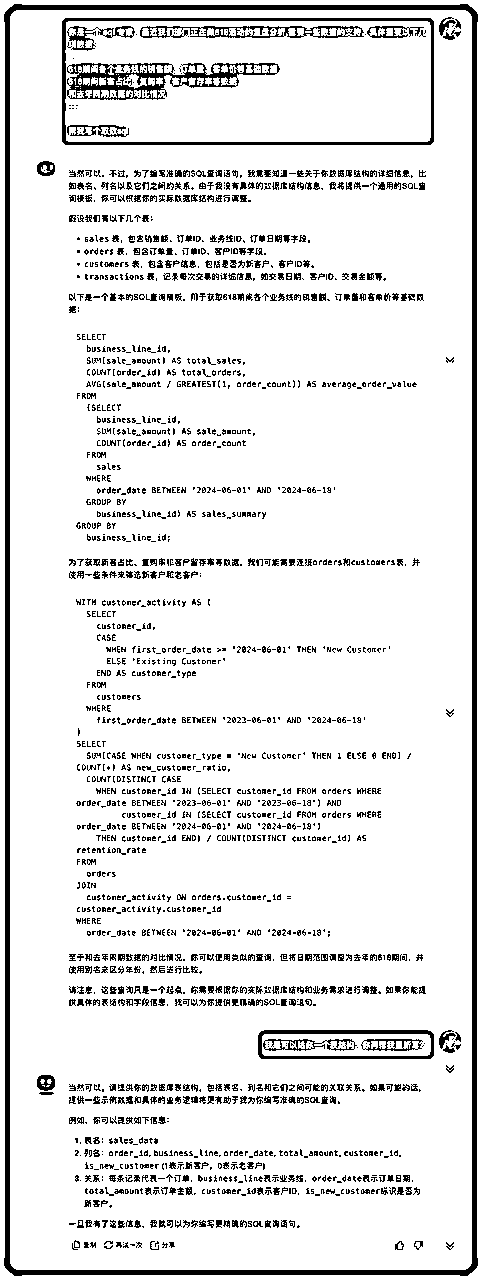 我是一个sql专家，最近我们部门正在做618活动的重点分析，需要一些数据的支持，具体需要以下几
项数据：
618期间各个业务线的销售额、订单量、客单价等基础数据
618期间新客占比、复购率、客户留存率等数据
和去年同期数据的对比情况
当然可以。不过，为了编写准确的SQL查询语句，我需要知道一些关于你数据库结构的详细信息，比
如表名、列名以及它们之间的关系。由于我没有具体的数据库结构信息，我将提供一个通用的SQL查
询模板，你可以根据你的实际数据库结构进行调整。
假设我们有以下几个表：
• sales 表，包含销售额、订单ID、业务线ID、订单日期等字段。
• orders 表，包含订单量、订单ID、客户ID等字段。
• customers 表，包含客户信息，包括是否为新客户、客户ID等。
• transactions 表，记录每次交易的详细信息，如交易日期、客户ID、交易金额等。
以下是一个基本的SQL查询模板，用于获取618期间各个业务线的销售额、订单量和客单价等基础数
据：
SELECT
business_line_id,
SUM(sale_amount) AS total_sales,
COUNT(order_id) AS total_orders,
AVG(sale_amount / GREATEST(1, order_count)) AS average_order_value
FROM
(SELECT
business_line_id,
SUM(sale_amount) AS sale_amount,
COUNT(order_id) AS order_count
FROM
sales
WHERE
order_date BETWEEN '2024-06-01' AND '2024-06-18'
GROUP BY
business_line_id) AS sales_summary
GROUP BY
business_line_id;
为了获取新客占比、复购率和客户留存率等数据，我们可能需要连接orders和customers表，并
使用一些条件来筛选新客户和老客户：
WITH customer_activity AS (
SELECT
customer_id,
CASE
WHEN first_order_date >= '2024-06-01' THEN 'New Customer'
ELSE 'Existing Customer'
END AS customer_type
FROM
customers
WHERE
first_order_date BETWEEN '2023-06-01' AND '2024-06-18'
)
SELECT
SUM(CASE WHEN customer_type = 'New Customer' THEN 1 ELSE 0 END) /
COUNT(*) AS new_customer_ratio,
COUNT(DISTINCT CASE
WHEN customer_id IN (SELECT customer_id FROM orders WHERE
order_date BETWEEN '2023-06-01' AND '2023-06-18') AND
customer_id IN (SELECT customer_id FROM orders WHERE
order_date BETWEEN '2024-06-01' AND '2024-06-18')
THEN customer_id END) / COUNT(DISTINCT customer_id) AS
retention_rate
FROM
orders
JOIN
customer_activity ON orders.customer_id =
customer_activity.customer_id
WHERE
order_date BETWEEN '2024-06-01' AND '2024-06-18';
至于和去年同期数据的对比情况，你可以使用类似的查询，但将日期范围调整为去年的618期间，并
使用别名来区分年份，然后进行比较。
请注意，这些查询只是一个起点，你需要根据你的实际数据库结构和业务需求进行调整。如果你能提
供具体的表结构和字段信息，我可以为你提供更精确的SQL查询语句。
当然可以。请提供你的数据库表结构，包括表名、列名和它们之间可能的关联关系。如果可能的话，
提供一些示例数据和具体的业务逻辑将更有助于我为你编写准确的SQL查询。
例如，你可以提供如下信息：
1. 表名：sales_data
2. 列名：order_id, business_line, order_date, total_amount, customer_id,
is_new_customer (1表示新客户，0表示老客户)
3. 关系：每条记录代表一个订单，business_line表示业务线，order_date表示订单日期，
total_amount表示订单金额，customer_id表示客户ID，is_new_customer标识是否为
新客户。
一旦我有了这些信息，我就可以为你编写更精确的SQL查询语句。
复制 再试一次 分享